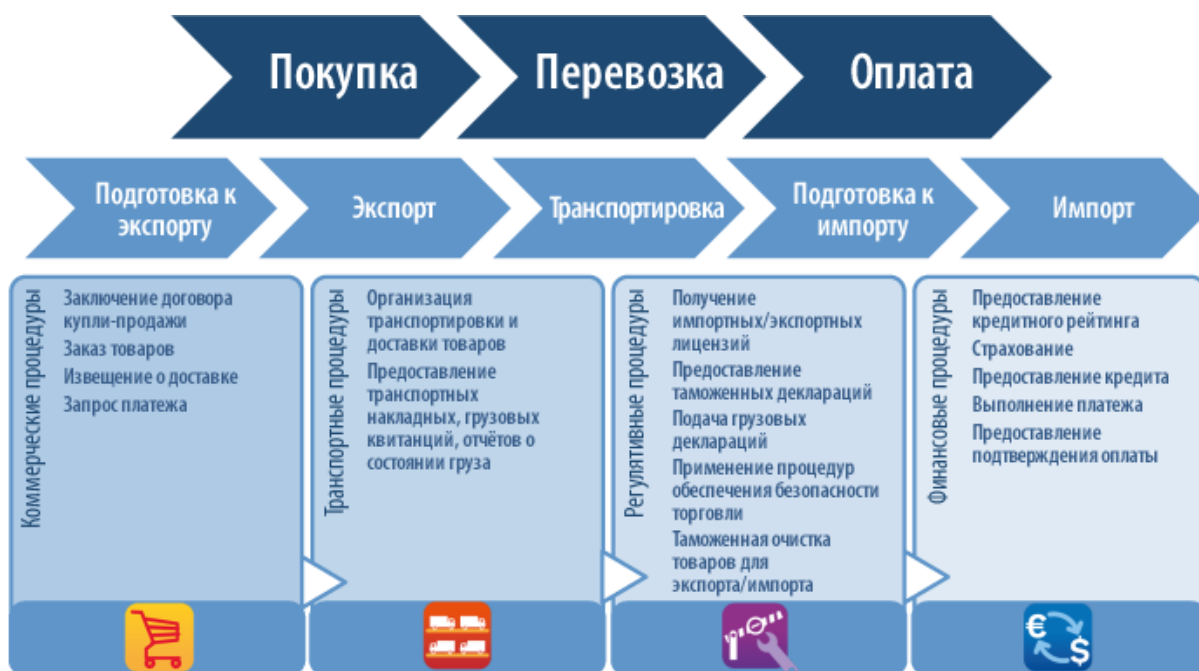 Покупка
Перевозка
Оплата
Подготовка к
экспорту
Экспорт
Транспортировка
Подготовка к
импорту
Импорт
Коммерческие процедуры
Заключение договора
купли-продажи
Заказ товаров
Извещение о доставке
Запрос платежа
Транспортные процедуры
Организация
транспортировки и
доставки товаров
Предоставление
транспортных
накладных, грузовых
квитанций, отчётов о
состоянии груза
Регулятивные процедуры
Получение
импортных/экспортных
лицензий
Предоставление
таможенных деклараций
Подача грузовых
деклараций
Применение процедур
обеспечения безопасности
торговли
Таможенная очистка
товаров для
экспорта/импорта
Финансовые процедуры
Предоставление
кредитного рейтинга
Страхование
Предоставление кредита
Выполнение платежа
Предоставление
подтверждения оплаты
€
$